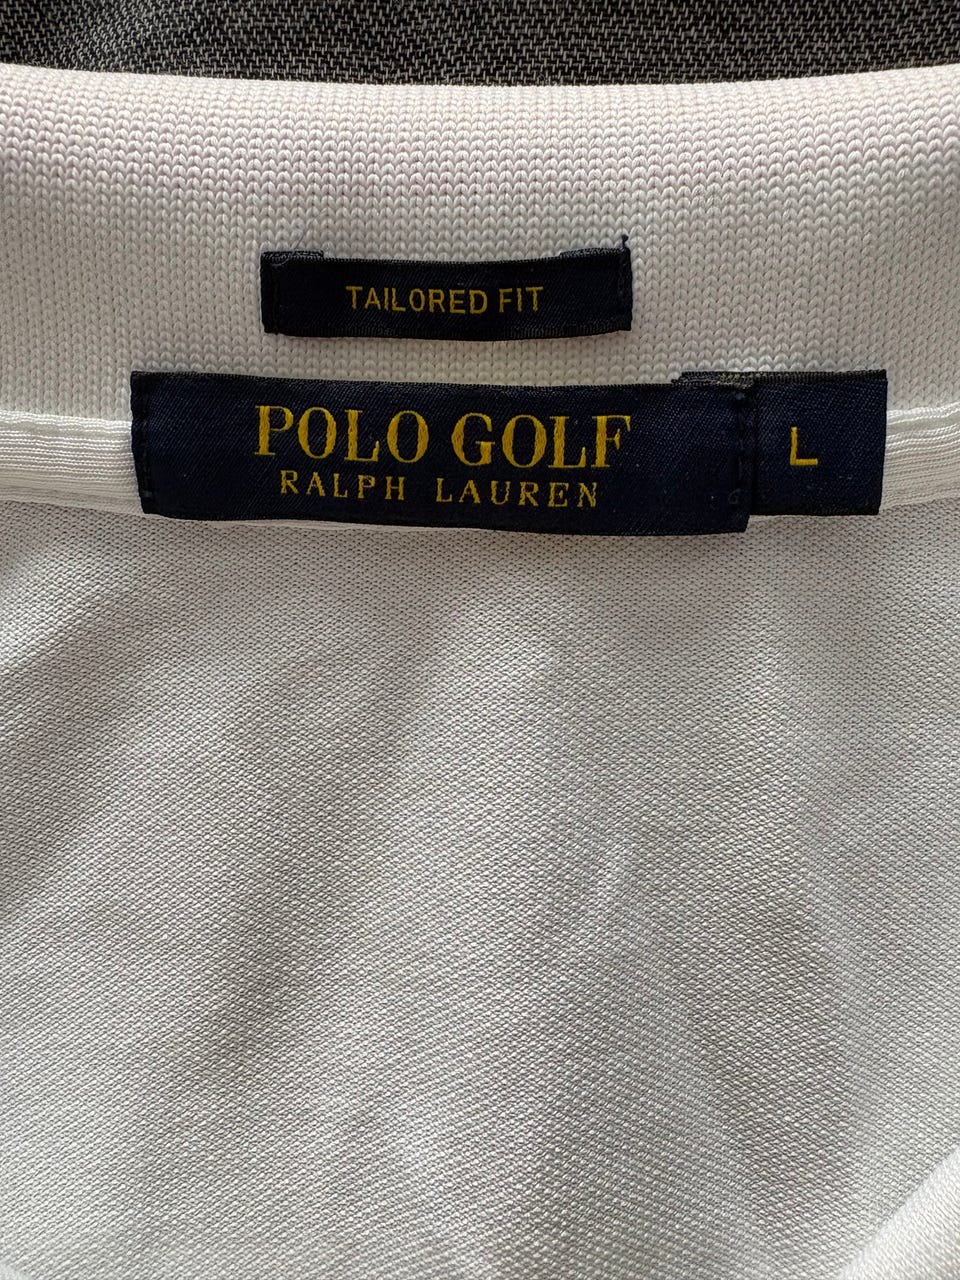 TAILORED FIT
POLO GOLF
RALPH LAUREN
L